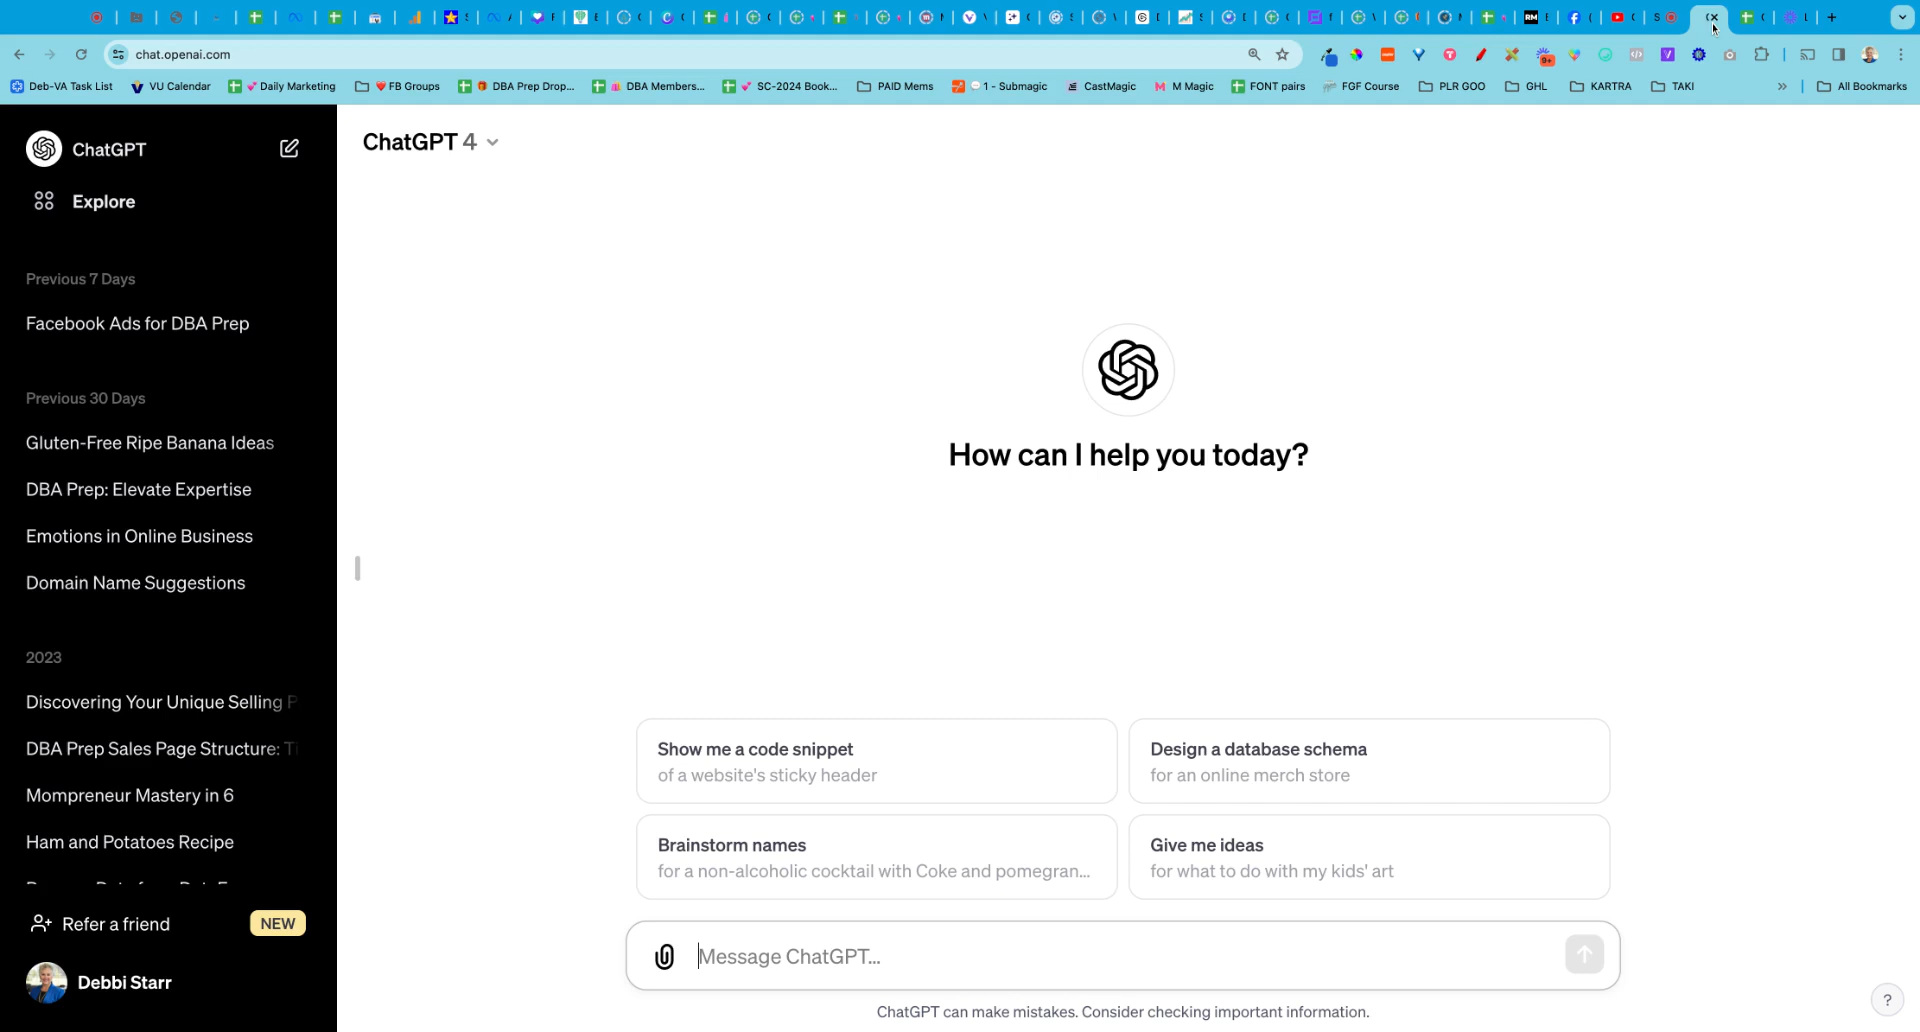 chat.openai.com
Deb-VA Task List
VU Calendar
Daily Marketing
FB Groups
DBA Prep Drop...
DBA Members...
SC-2024 Book...
PAID Mems
1 - Submagic
CastMagic
M Magic
FONT pairs
FGF Course
PLR GOO
GHL
KARTRA
TAKI
All Bookmarks
ChatGPT
Explore
Previous 7 Days
Facebook Ads for DBA Prep
Previous 30 Days
Gluten-Free Ripe Banana Ideas
DBA Prep: Elevate Expertise
Emotions in Online Business
Domain Name Suggestions
2023
Discovering Your Unique Selling P
DBA Prep Sales Page Structure: Ti
Mompreneur Mastery in 6
Ham and Potatoes Recipe
Refer a friend
NEW
Debbi Starr
ChatGPT 4
How can I help you today?
Show me a code snippet
of a website's sticky header
Design a database schema
for an online merch store
Brainstorm names
for a non-alcoholic cocktail with Coke and pomegran...
Give me ideas
for what to do with my kids' art
Message ChatGPT...
ChatGPT can make mistakes. Consider checking important information.
?